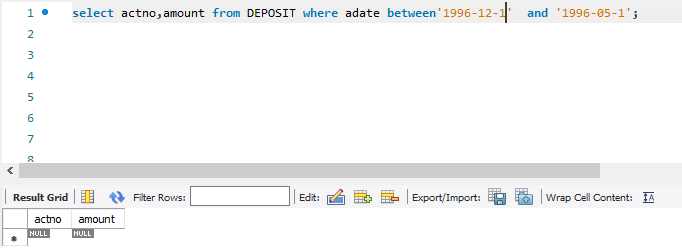 1 select actno,amount from DEPOSIT where adate between'1996-12-1'  and '1996-05-1';
2
3
4
5
6
7
8
Result Grid Filter Rows: Edit: Export/Import: Wrap Cell Content: IA
actno amount
NULL NULL